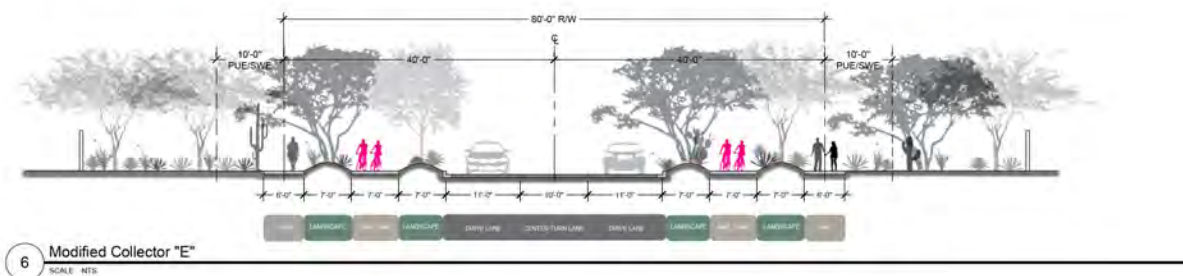 80'-0" R/W
℄
10'-0"
PUE/SWE
40'-0"
40'-0"
10'-0"
PUE/SWE
6'-0" 7'-0" 7'-0" 7'-0" 11'-0" 10'-0" 11'-0" 7'-0" 7'-0" 7'-0" 6'-0"
LANDSCAPE LANDSCAPE DRIVE LANE CENTER TURN LANE DRIVE LANE LANDSCAPE LANDSCAPE
6 Modified Collector "E"
SCALE NTS